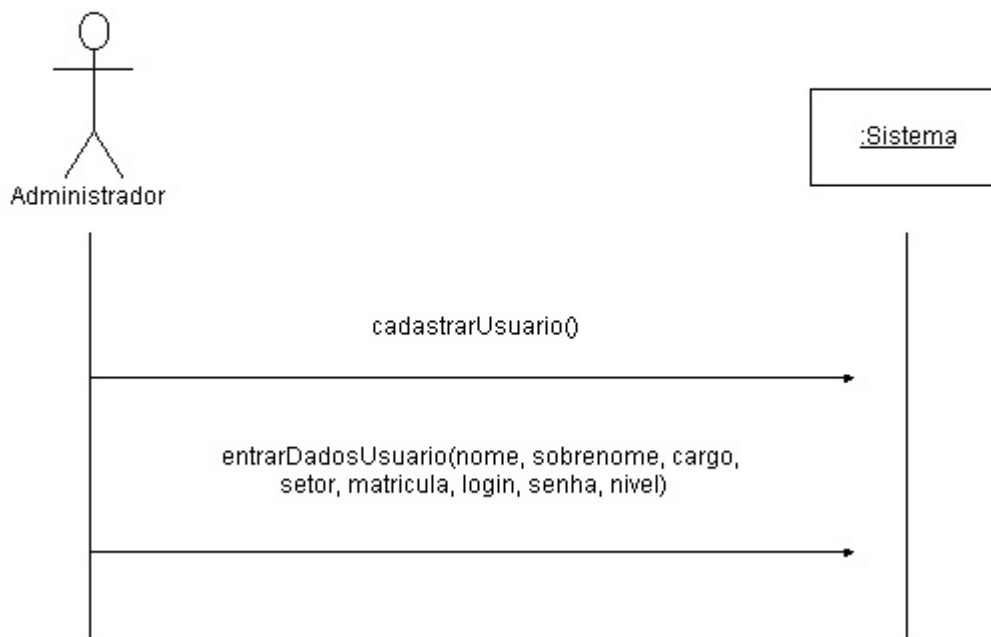 Administrador
:Sistema
cadastrarUsuario()
entrarDadosUsuario(nome, sobrenome, cargo,
setor, matricula, login, senha, nivel)